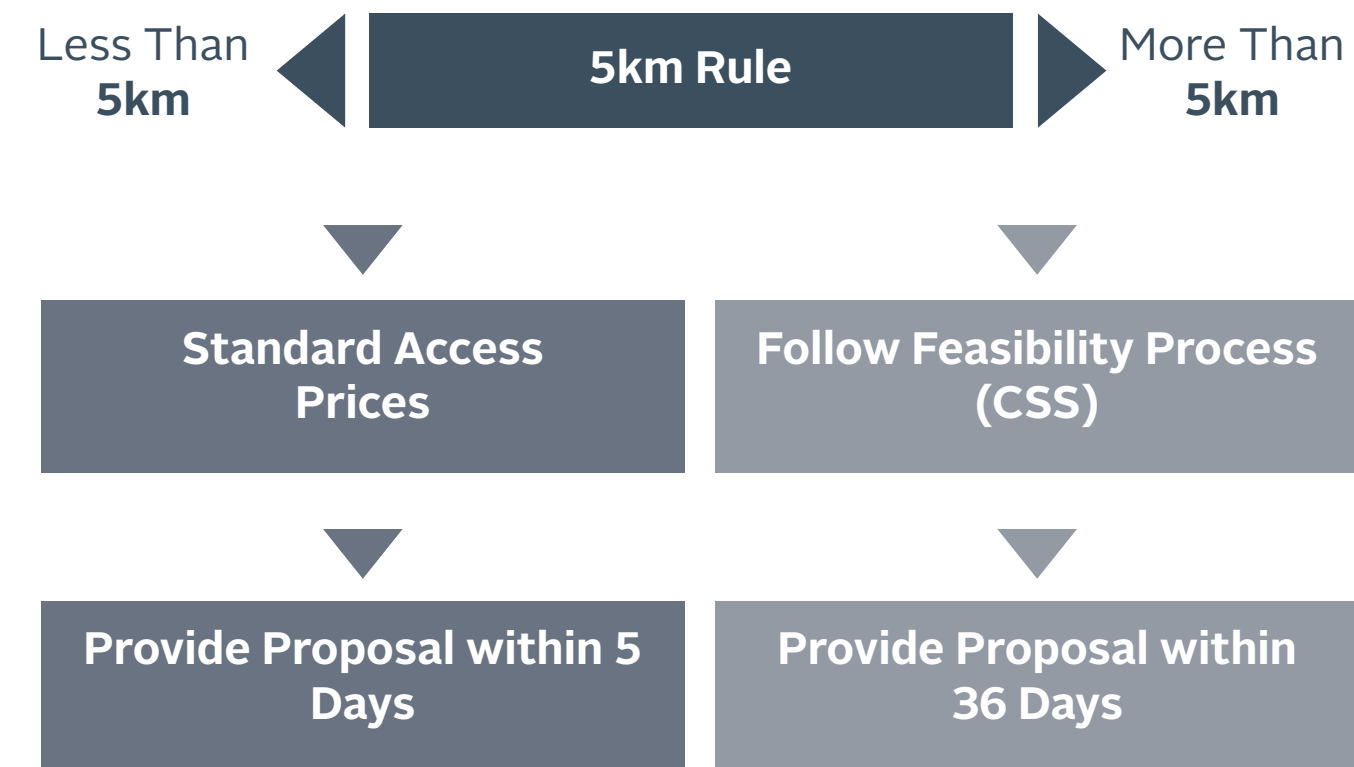 Less Than
5km
5km Rule
More Than
5km
Standard Access
Prices
Follow Feasibility Process
(CSS)
Provide Proposal within 5
Days
Provide Proposal within
36 Days